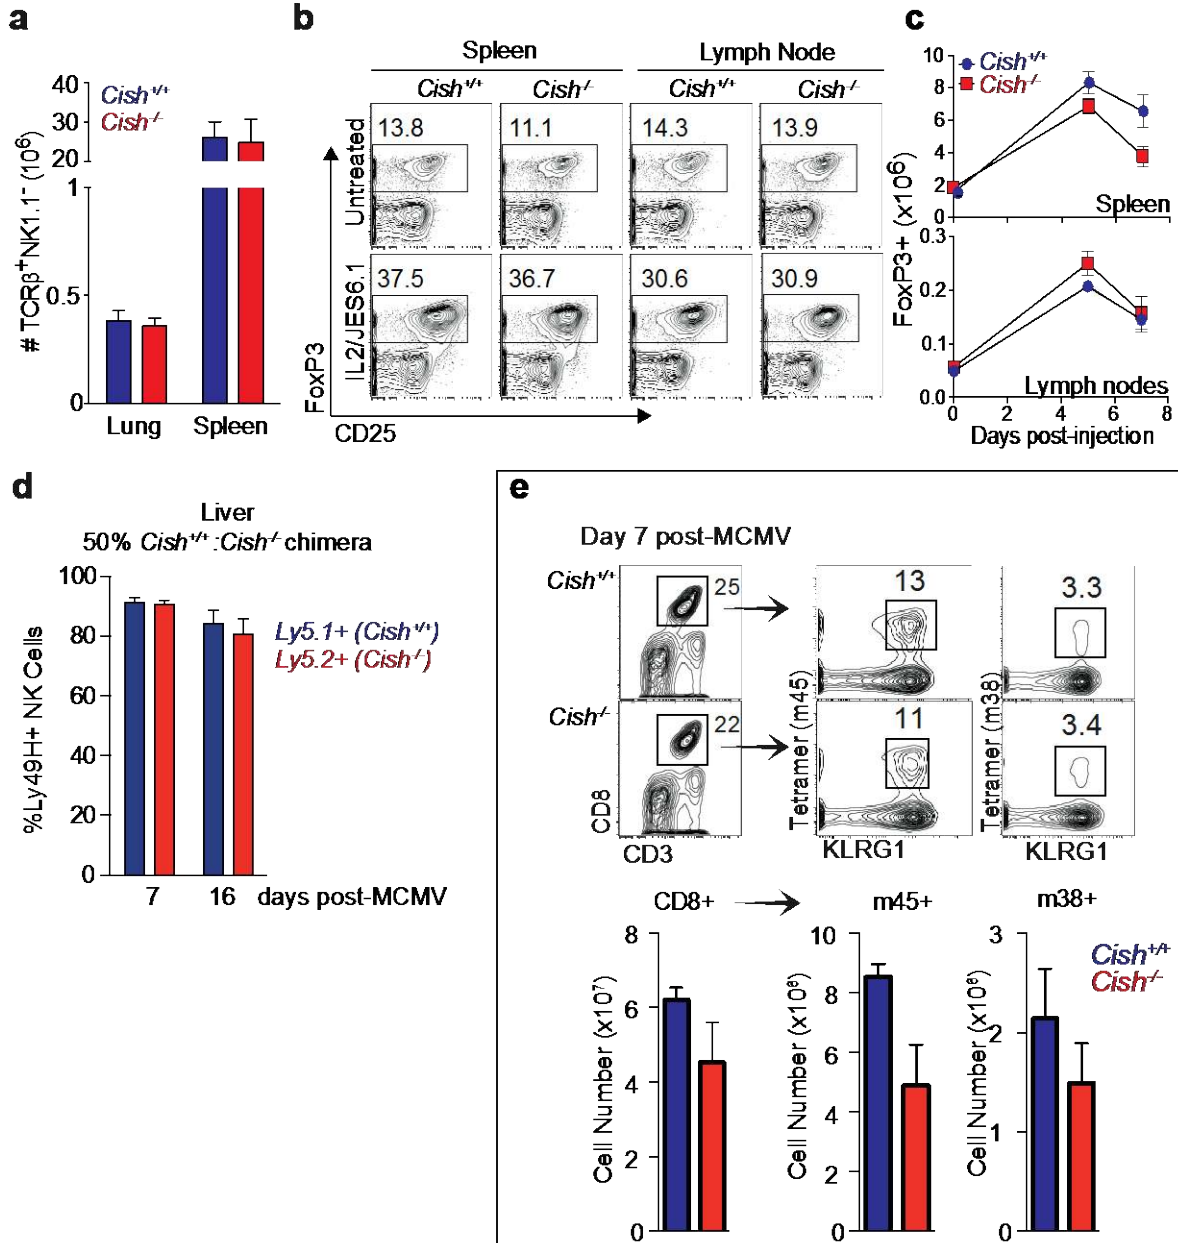 a
# TCRβ⁺NK1.1⁻ (10⁶)
40
30
20
1
0.5
0
Cish⁺/⁺
Cish⁻/⁻
Lung Spleen
b
Spleen Lymph Node
Cish⁺/⁺ Cish⁻/⁻ Cish⁺/⁺ Cish⁻/⁻
Untreated
13.8 11.1 14.3 13.9
IL2/JES6.1
37.5 36.7 30.6 30.9
FoxP3
CD25
c
FoxP3+ (x10⁶)
10
8
6
4
2
0
Cish⁺/⁺
Cish⁻/⁻
Spleen
0.3
0.2
0.1
0.0
Lymph nodes
0 2 4 6 8
Days post-injection
d
Liver
50% Cish⁺/⁺:Cish⁻/⁻ chimera
%Ly49H+ NK Cells
100
80
60
40
20
0
Ly5.1+ (Cish⁺/⁺)
Ly5.2+ (Cish⁻/⁻)
7 16 days post-MCMV
e
Day 7 post-MCMV
Cish⁺/⁺
25
13
3.3
Cish⁻/⁻
22
11
3.4
CD8
CD3
Tetramer (m45)
KLRG1
Tetramer (m38)
KLRG1
CD8+ m45+ m38+
Cell Number (x10⁷)
8
6
4
2
0
Cell Number (x10⁶)
10
8
6
4
2
0
Cell Number (x10⁶)
3
2
1
0
Cish⁺/⁺
Cish⁻/⁻